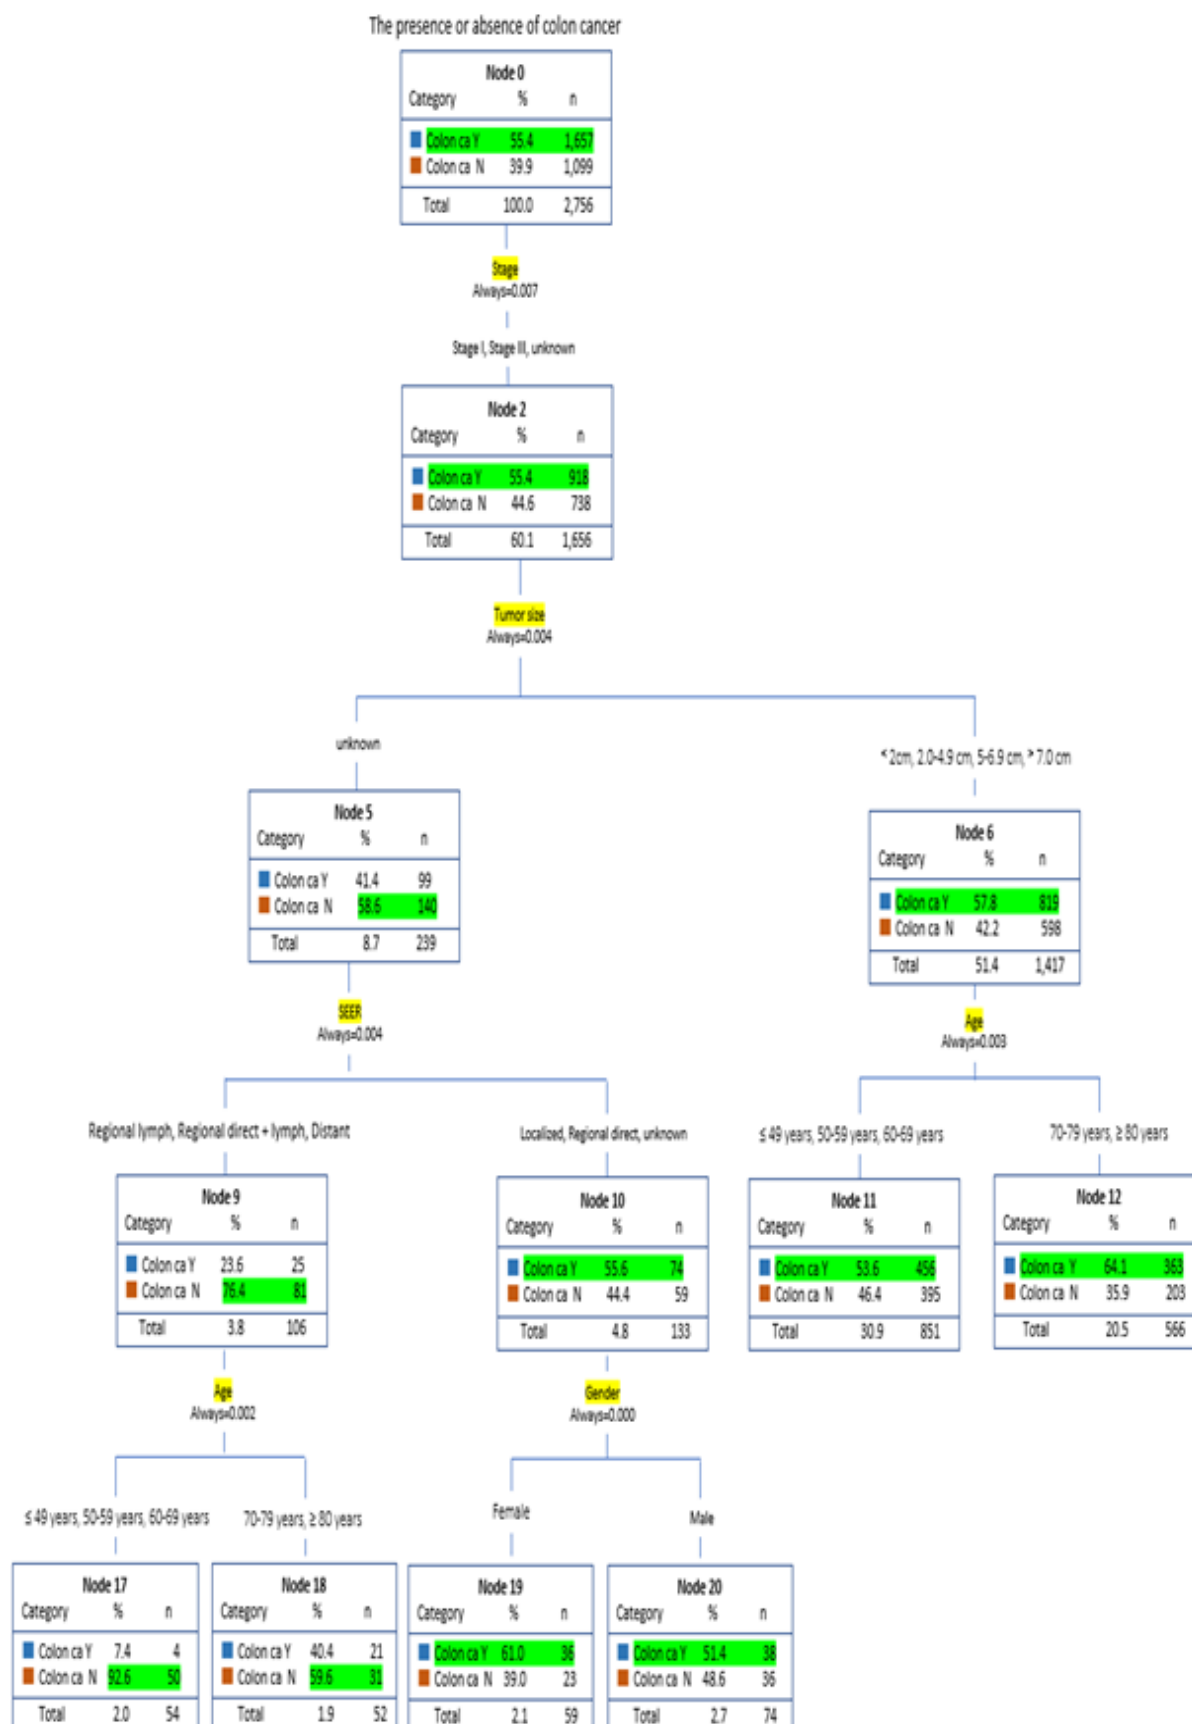 The presence or absence of colon cancer
Node 0
Category % n
Colon ca Y 55.4 1,657
Colon ca N 39.9 1,099
Total 100.0 2,756
Stage
Always=0.007
Stage I, Stage III, unknown
Node 2
Category % n
Colon ca Y 55.4 918
Colon ca N 44.6 738
Total 60.1 1,656
Tumor size
Always=0.004
unknown
< 2cm, 2.0-4.9 cm, 5-6.9 cm, > 7.0 cm
Node 5
Category % n
Colon ca Y 41.4 99
Colon ca N 58.6 140
Total 8.7 239
Node 6
Category % n
Colon ca Y 57.8 819
Colon ca N 42.2 598
Total 51.4 1,417
SEER
Always=0.004
Age
Always=0.003
Regional lymph, Regional direct + lymph, Distant
Localized, Regional direct, unknown
≤ 49 years, 50-59 years, 60-69 years
70-79 years, ≥ 80 years
Node 9
Category % n
Colon ca Y 23.6 25
Colon ca N 76.4 81
Total 3.8 106
Node 10
Category % n
Colon ca Y 55.6 74
Colon ca N 44.4 59
Total 4.8 133
Node 11
Category % n
Colon ca Y 53.6 456
Colon ca N 46.4 395
Total 30.9 851
Node 12
Category % n
Colon ca Y 64.1 363
Colon ca N 35.9 203
Total 20.5 566
Age
Always=0.002
Gender
Always=0.000
≤ 49 years, 50-59 years, 60-69 years
70-79 years, ≥ 80 years
Female
Male
Node 17
Category % n
Colon ca Y 7.4 4
Colon ca N 92.6 50
Total 2.0 54
Node 18
Category % n
Colon ca Y 40.4 21
Colon ca N 59.6 31
Total 1.9 52
Node 19
Category % n
Colon ca Y 61.0 36
Colon ca N 39.0 23
Total 2.1 59
Node 20
Category % n
Colon ca Y 51.4 38
Colon ca N 48.6 36
Total 2.7 74